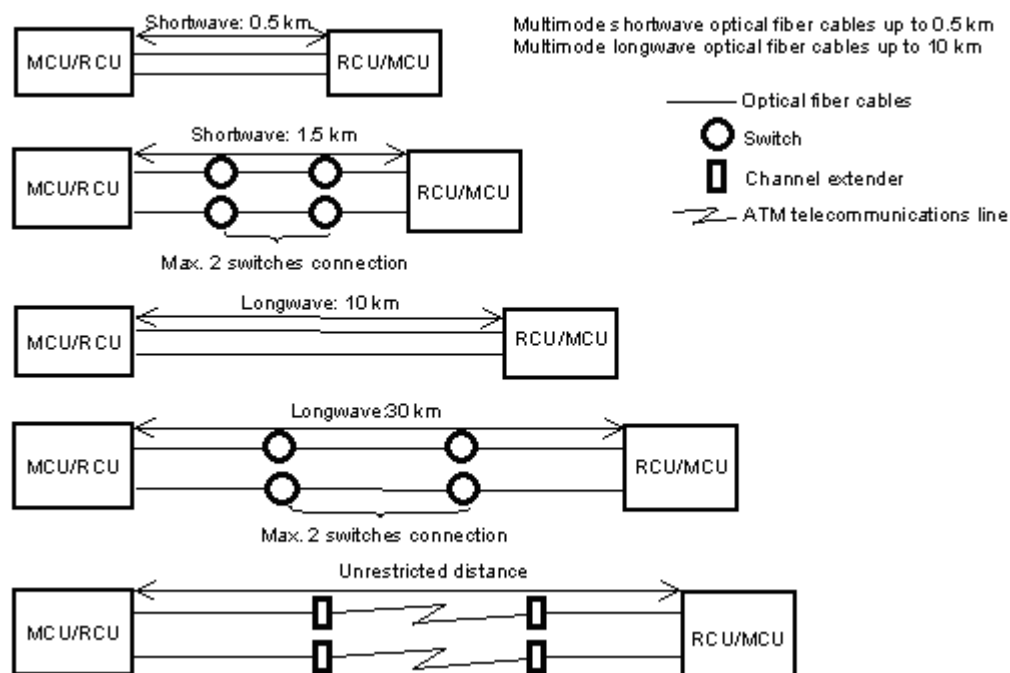 Shortwave: 0.5 km
MCU/RCU
RCU/MCU
Multimode shortwave optical fiber cables up to 0.5 km
Multimode longwave optical fiber cables up to 10 km
Optical fiber cables
Switch
Channel extender
ATM telecommunications line
Shortwave: 1.5 km
MCU/RCU
RCU/MCU
Max. 2 switches connection
Longwave: 10 km
MCU/RCU
RCU/MCU
Longwave:30 km
MCU/RCU
RCU/MCU
Max. 2 switches connection
Unrestricted distance
MCU/RCU
RCU/MCU